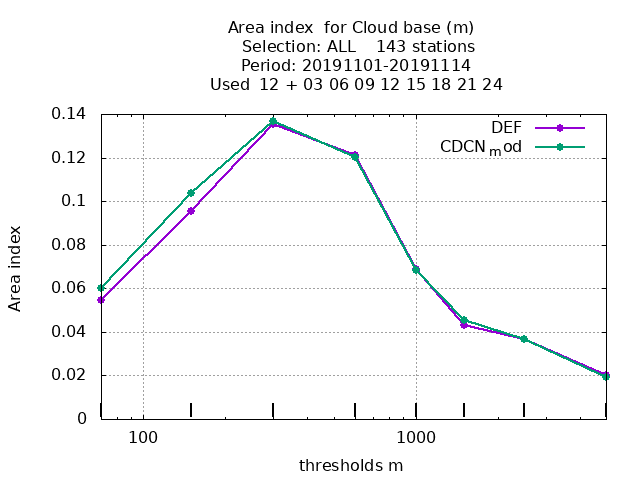 Area index  for Cloud base (m)
Selection: ALL    143 stations
Period: 20191101-20191114
Used  12 + 03 06 09 12 15 18 21 24
DEF
CDCN_mod
0.14
0.12
0.1
0.08
0.06
0.04
0.02
0
Area index
100
1000
thresholds m